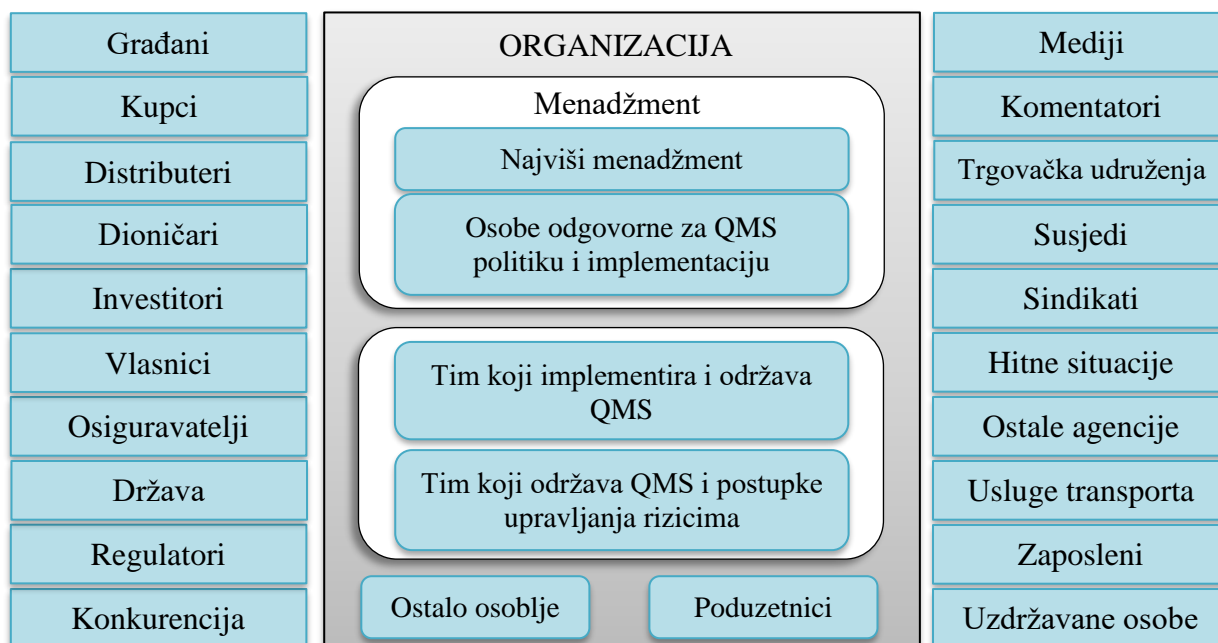 Građani
Kupci
Distributeri
Dioničari
Investitori
Vlasnici
Osiguravatelji
Država
Regulatori
Konkurencija
ORGANIZACIJA
Menadžment
Najviši menadžment
Osobe odgovorne za QMS
politiku i implementaciju
Tim koji implementira i održava
QMS
Tim koji održava QMS i postupke
upravljanja rizicima
Ostalo osoblje
Poduzetnici
Mediji
Komentatori
Trgovačka udruženja
Susjedi
Sindikati
Hitne situacije
Ostale agencije
Usluge transporta
Zaposleni
Uzdržavane osobe